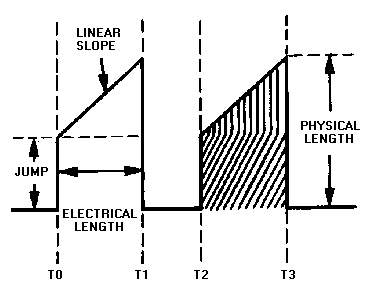 LINEAR
SLOPE
PHYSICAL
LENGTH
JUMP
ELECTRICAL
LENGTH
T0
T1
T2
T3